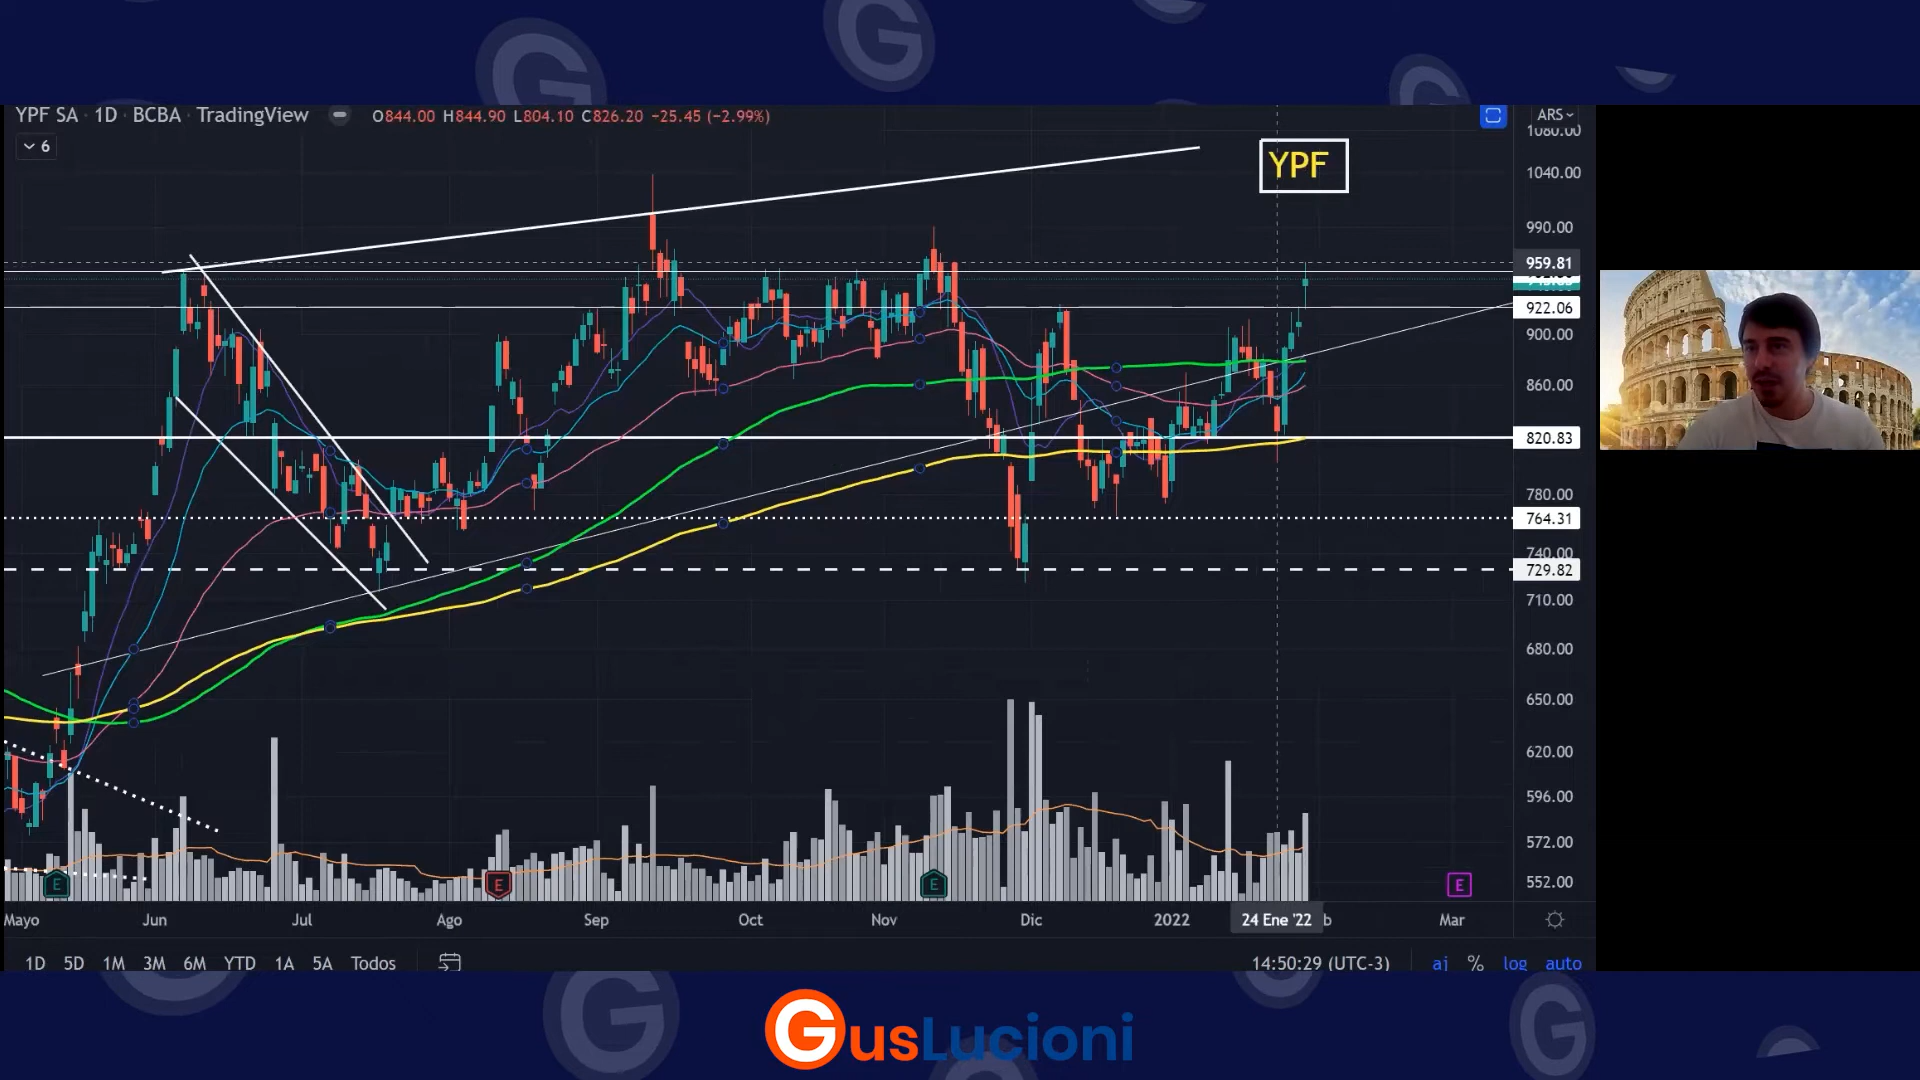 YPF SA · 1D · BCBA · TradingView O844.00 H844.90 L804.10 C826.20 −25.45 (−2.99%)
6
YPF
ARS
1080.00
1040.00
990.00
959.81
922.06
900.00
860.00
820.83
780.00
764.31
740.00
729.82
710.00
680.00
650.00
620.00
596.00
572.00
552.00
E
E
E
E
Mayo Jun Jul Ago Sep Oct Nov Dic 2022 24 Ene '22 b Mar
1D 5D 1M 3M 6M YTD 1A 5A Todos 14:50:29 (UTC-3) aj % log auto
GusLucioni